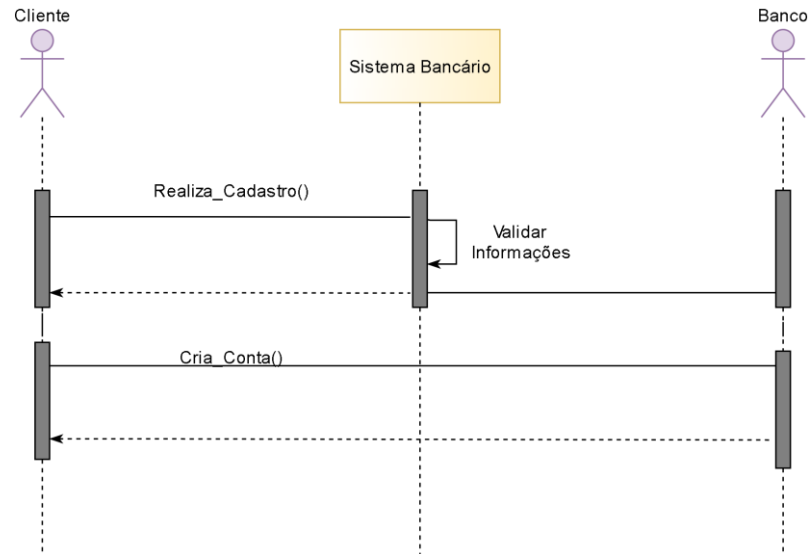 Cliente
Banco
Sistema Bancário
Realiza_Cadastro()
Validar
Informações
Cria_Conta()